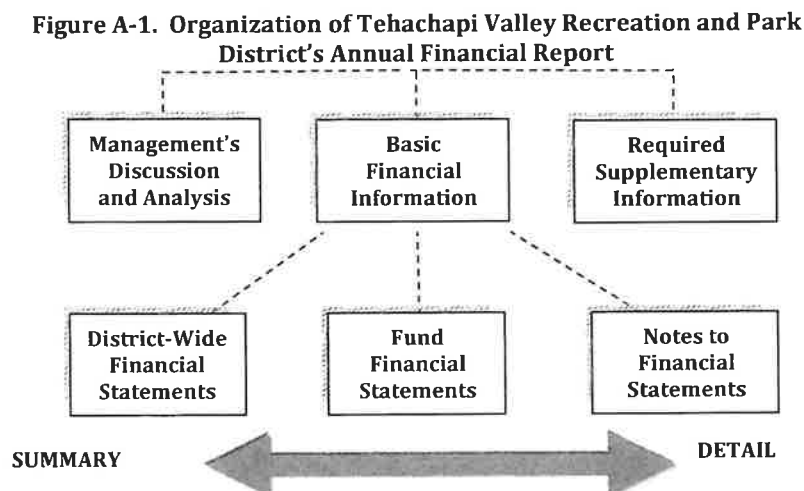 Figure A-1. Organization of Tehachapi Valley Recreation and Park
District's Annual Financial Report
Management's
Discussion
and Analysis
Basic
Financial
Information
Required
Supplementary
Information
District-Wide
Financial
Statements
Fund
Financial
Statements
Notes to
Financial
Statements
SUMMARY
DETAIL